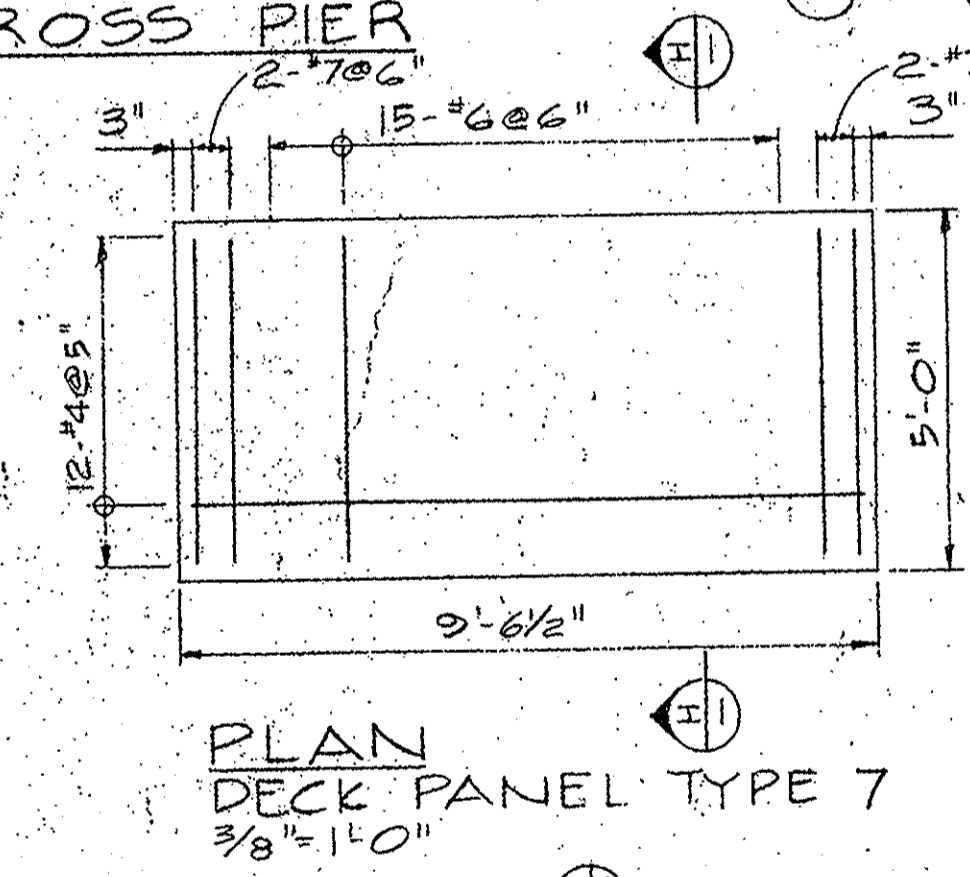 ROSS PIER
2-#7@6"
2-#
3"
15-#6@6"
3"
H 1
12-#4@5"
5'-0"
9'-6½"
H 1
PLAN
DECK PANEL TYPE 7
3/8"=1'-0"